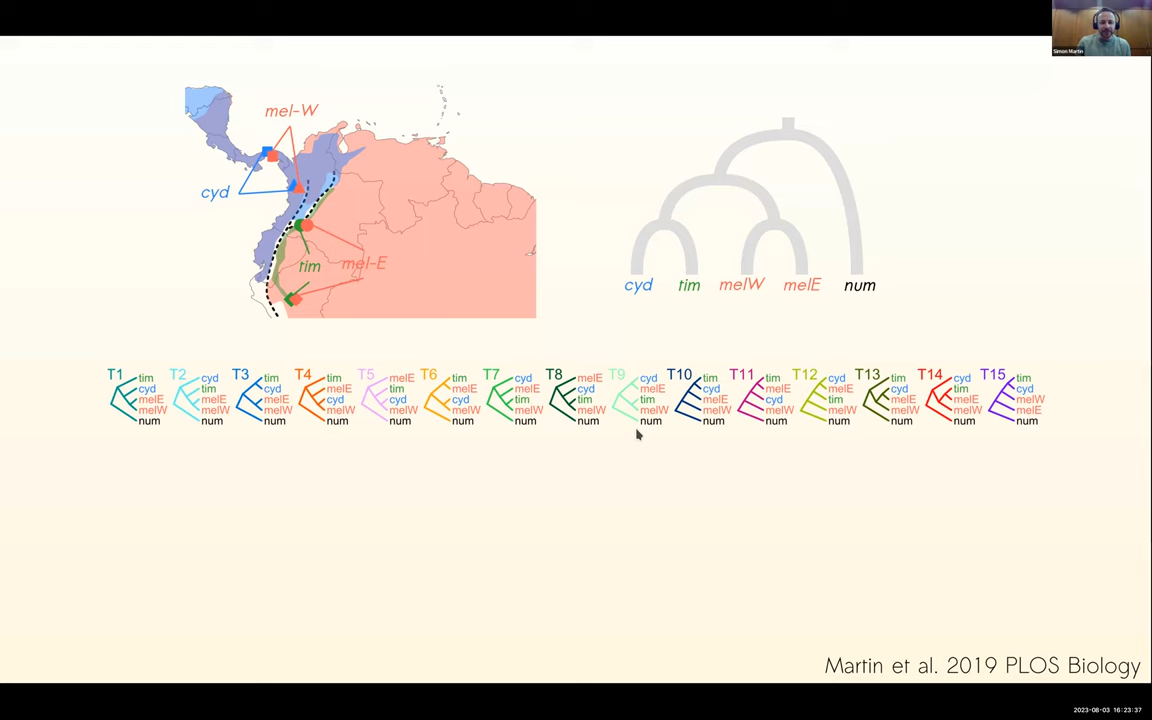 Simon Martin
mel-W
cyd
tim
mel-E
cyd tim melW melE num
T1 tim cyd melE melW num
T2 cyd tim melE melW num
T3 tim cyd melE melW num
T4 tim melE cyd melW num
T5 melE tim cyd melW num
T6 tim melE cyd melW num
T7 cyd melE tim melW num
T8 melE cyd tim melW num
T9 cyd melE tim melW num
T10 tim cyd melE melW num
T11 tim melE cyd melW num
T12 cyd melE tim melW num
T13 tim cyd melE melW num
T14 cyd tim melE melW num
T15 tim cyd melW melE num
Martin et al. 2019 PLOS Biology
2023-08-03 16:23:37